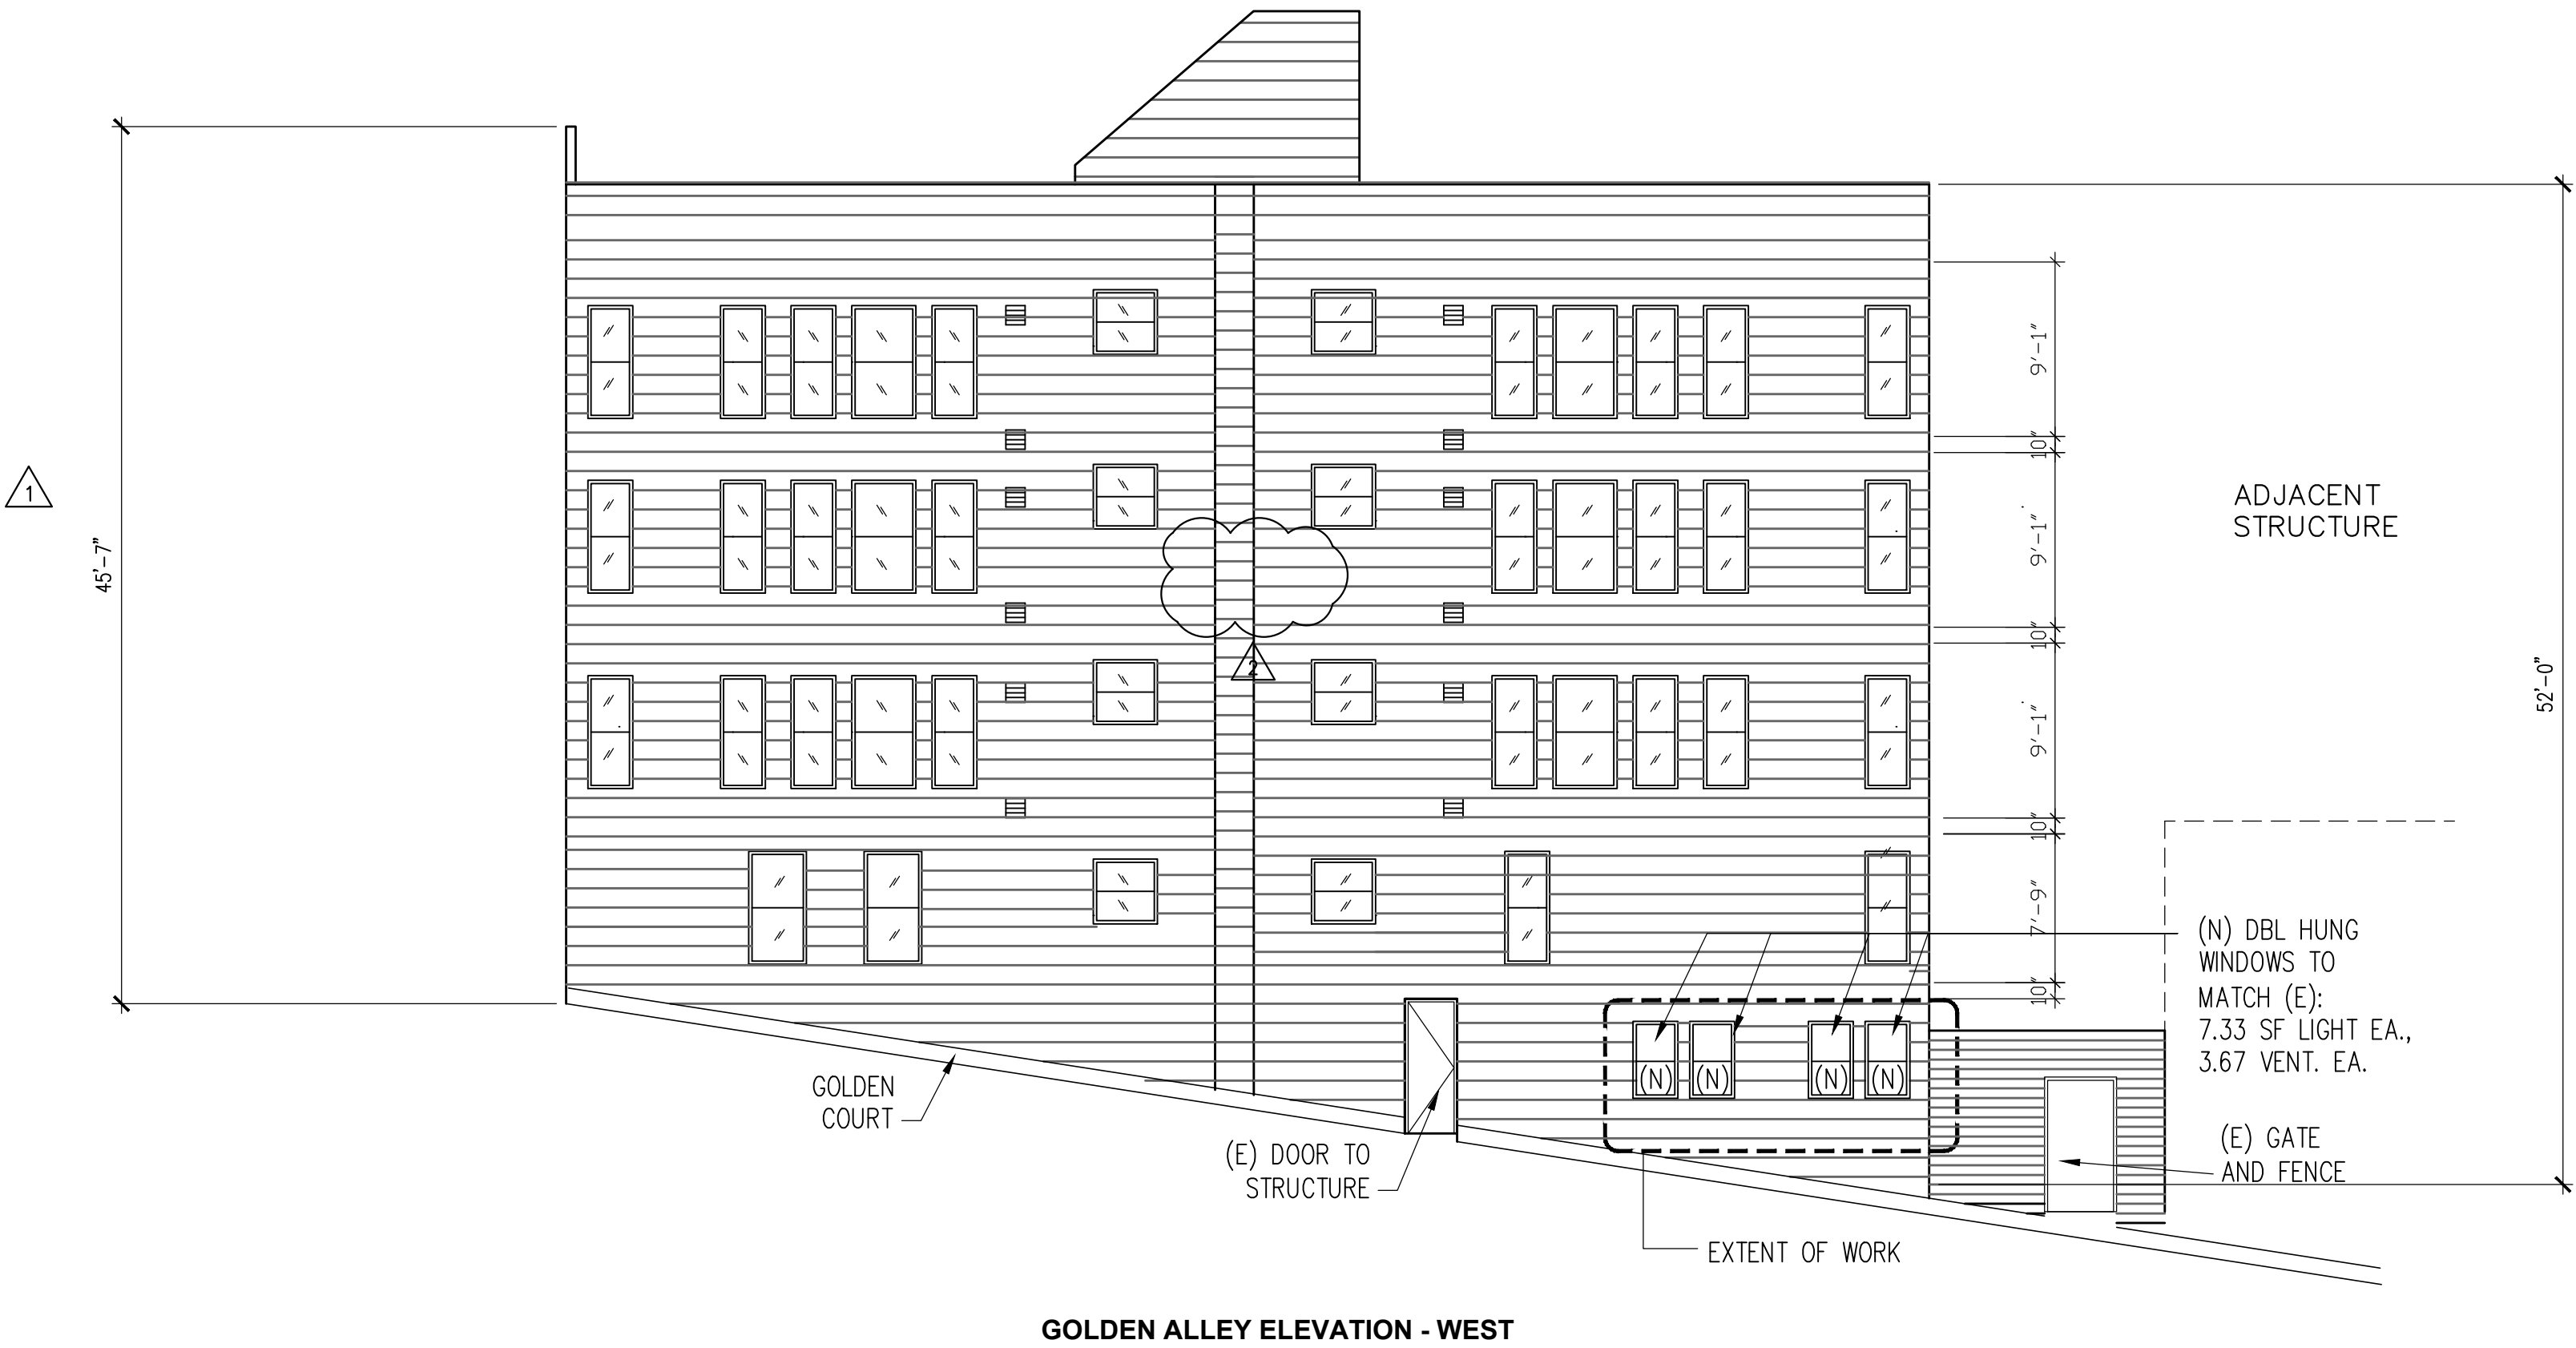 9'-1"
10"
1
ADJACENT
STRUCTURE
9'-1"
45'-7"
10"
2
52'-0"
9'-1"
10"
7'-9"
(N) DBL HUNG
WINDOWS TO
MATCH (E):
7.33 SF LIGHT EA.,
3.67 VENT. EA.
10"
(N) (N) (N) (N)
GOLDEN
COURT
(E) DOOR TO
STRUCTURE
(E) GATE
AND FENCE
EXTENT OF WORK
GOLDEN ALLEY ELEVATION - WEST